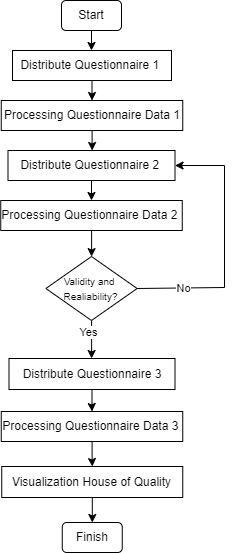 Start
Distribute Questionnaire 1
Processing Questionnaire Data 1
Distribute Questionnaire 2
Processing Questionnaire Data 2
Validity and
Realiability?
No
Yes
Distribute Questionnaire 3
Processing Questionnaire Data 3
Visualization House of Quality
Finish